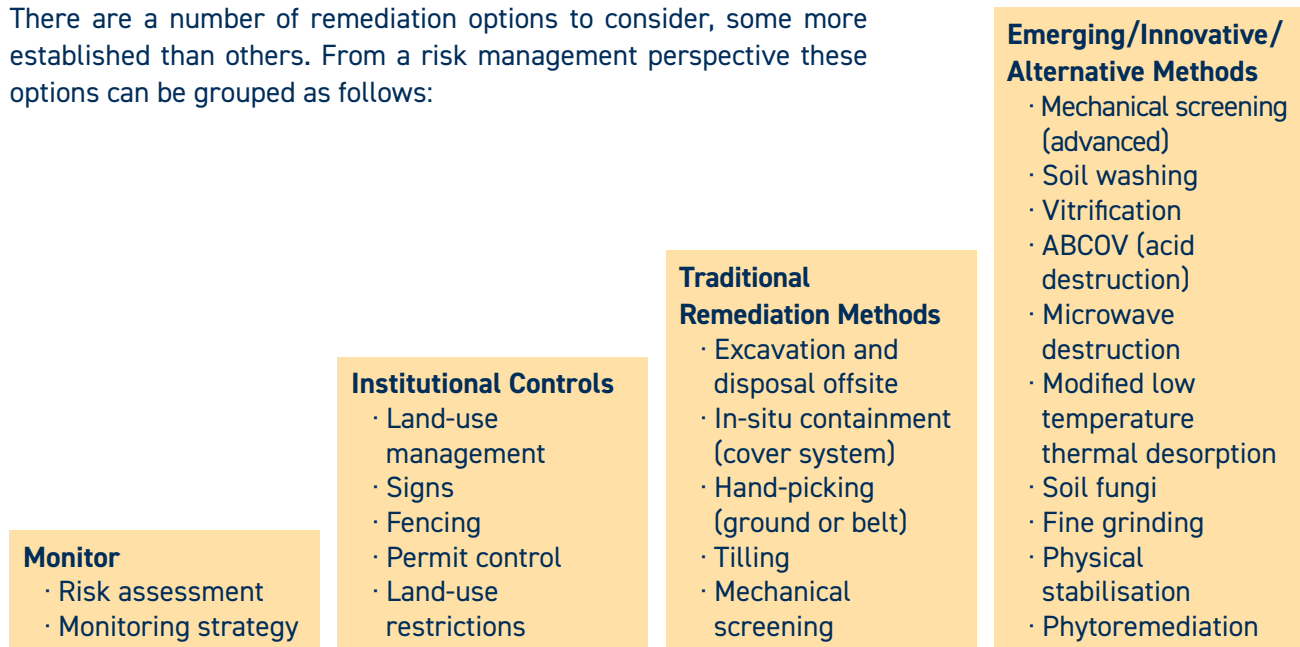 There are a number of remediation options to consider, some more
established than others. From a risk management perspective these
options can be grouped as follows:
Monitor
· Risk assessment
· Monitoring strategy
Institutional Controls
· Land-use
management
· Signs
· Fencing
· Permit control
· Land-use
restrictions
Traditional
Remediation Methods
· Excavation and
disposal offsite
· In-situ containment
(cover system)
· Hand-picking
(ground or belt)
· Tilling
· Mechanical
screening
Emerging/Innovative/
Alternative Methods
· Mechanical screening
(advanced)
· Soil washing
· Vitrification
· ABCOV (acid
destruction)
· Microwave
destruction
· Modified low
temperature
thermal desorption
· Soil fungi
· Fine grinding
· Physical
stabilisation
· Phytoremediation